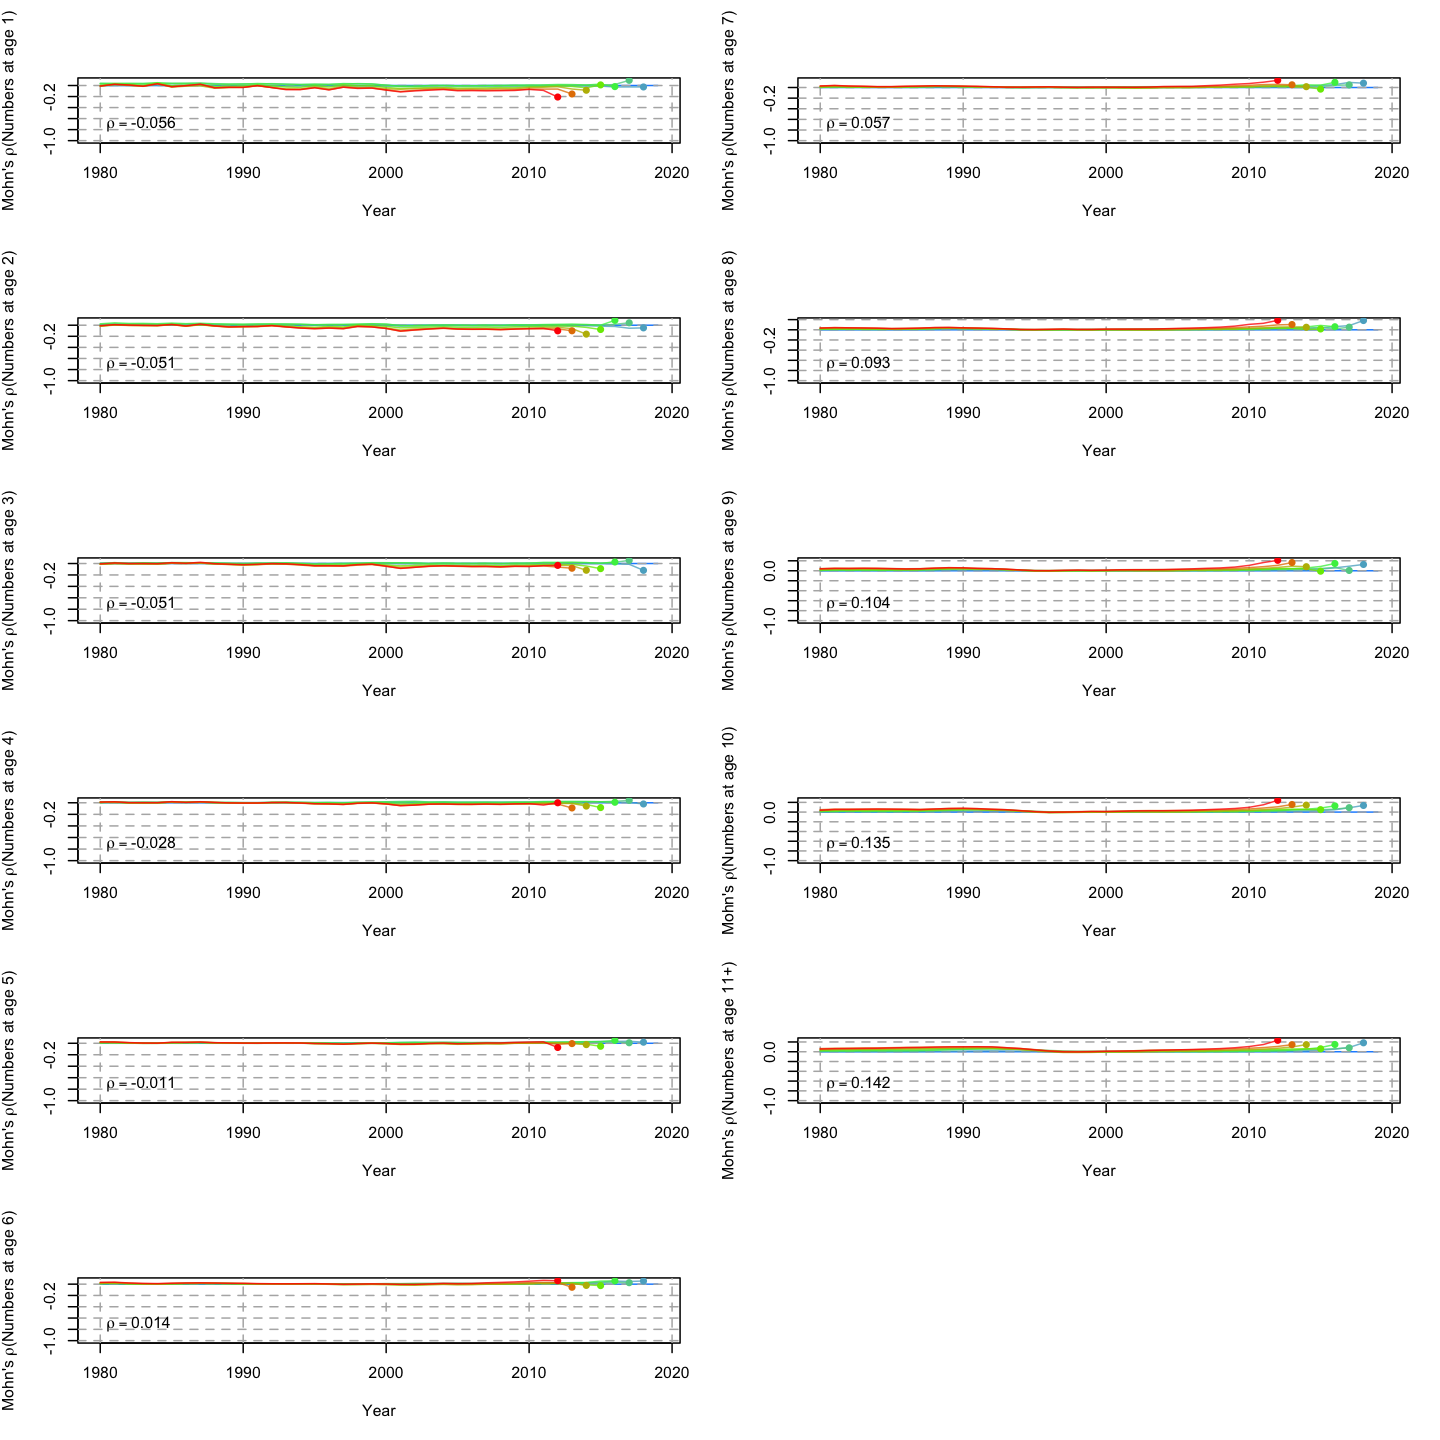 Mohn's ρ(Numbers at age 1)
-0.2
-1.0
ρ = -0.056
1980 1990 2000 2010 2020
Year
Mohn's ρ(Numbers at age 2)
-0.2
-1.0
ρ = -0.051
1980 1990 2000 2010 2020
Year
Mohn's ρ(Numbers at age 3)
-0.2
-1.0
ρ = -0.051
1980 1990 2000 2010 2020
Year
Mohn's ρ(Numbers at age 4)
-0.2
-1.0
ρ = -0.028
1980 1990 2000 2010 2020
Year
Mohn's ρ(Numbers at age 5)
-0.2
-1.0
ρ = -0.011
1980 1990 2000 2010 2020
Year
Mohn's ρ(Numbers at age 6)
-0.2
-1.0
ρ = 0.014
1980 1990 2000 2010 2020
Year
Mohn's ρ(Numbers at age 7)
-0.2
-1.0
ρ = 0.057
1980 1990 2000 2010 2020
Year
Mohn's ρ(Numbers at age 8)
-0.2
-1.0
ρ = 0.093
1980 1990 2000 2010 2020
Year
Mohn's ρ(Numbers at age 9)
0.0
-1.0
ρ = 0.104
1980 1990 2000 2010 2020
Year
Mohn's ρ(Numbers at age 10)
0.0
-1.0
ρ = 0.135
1980 1990 2000 2010 2020
Year
Mohn's ρ(Numbers at age 11+)
0.0
-1.0
ρ = 0.142
1980 1990 2000 2010 2020
Year